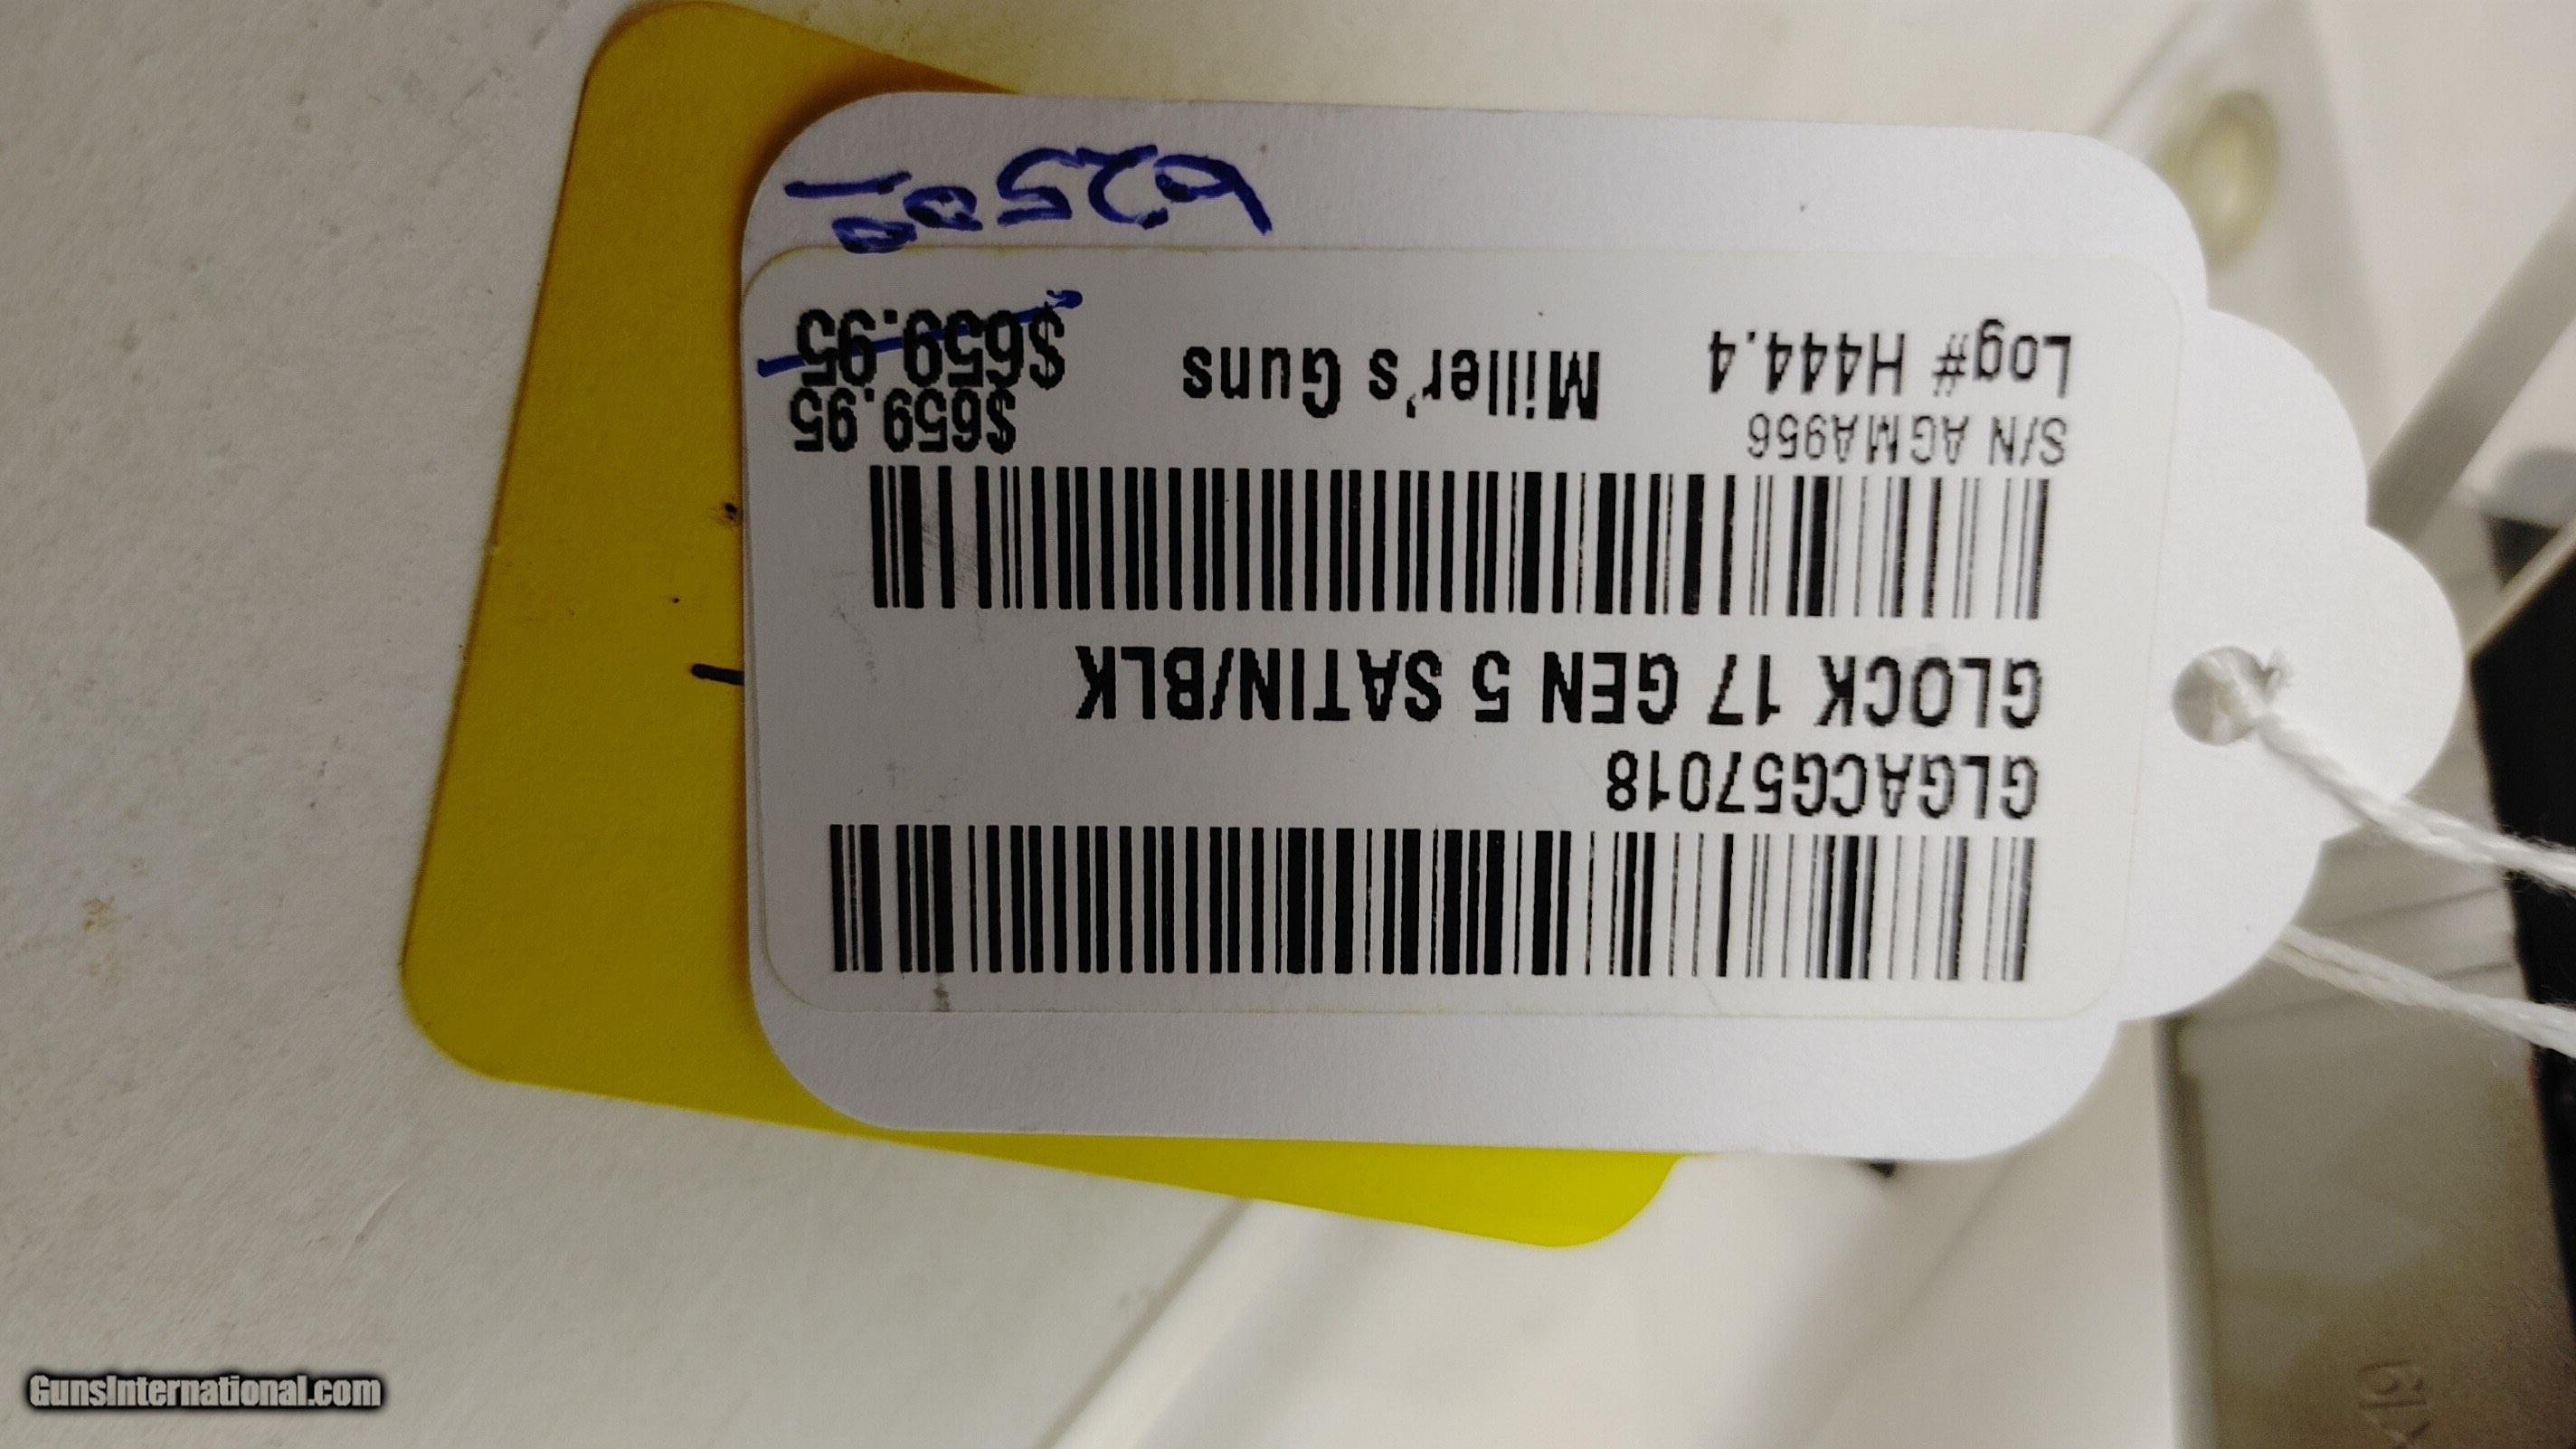 GLGACG57018
GLOCK 17 GEN 5 SATIN/BLK
S/N AGMA956
$659.95
Log# H444.4
Miller's Guns
$659.95
625 00
GunsInternational.com